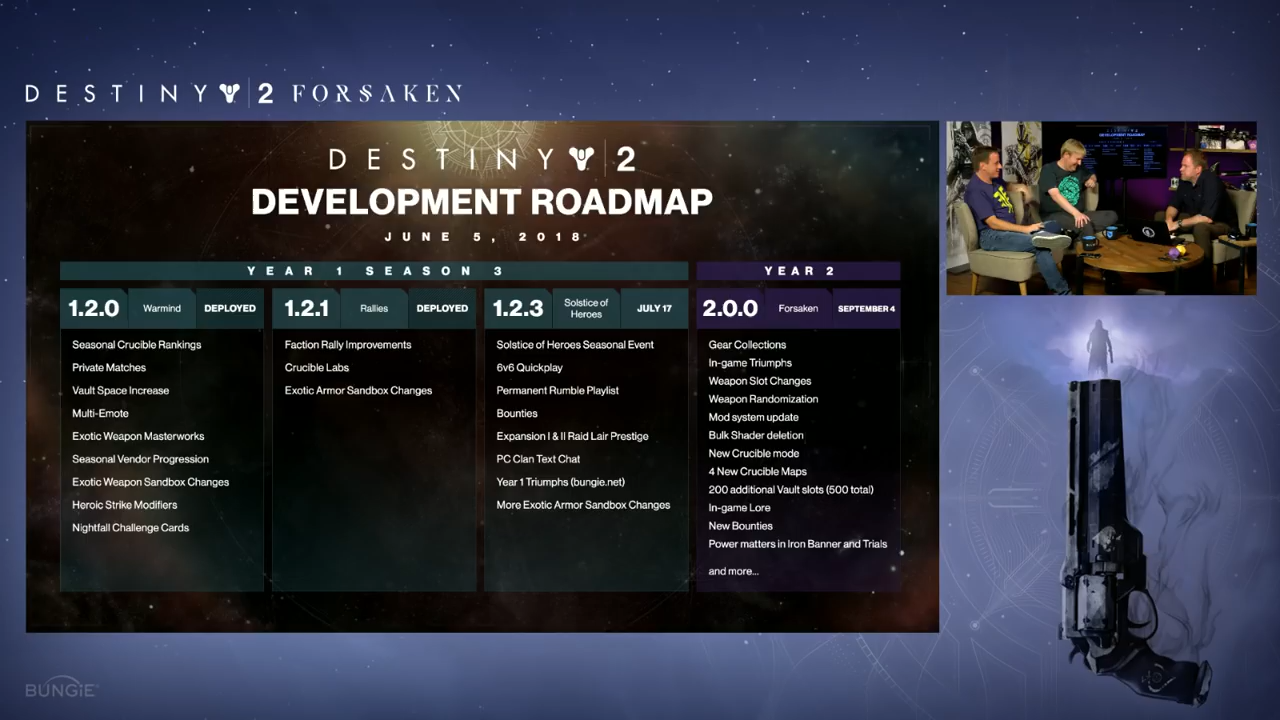 DESTINY 2 FORSAKEN
DESTINY 2
DEVELOPMENT ROADMAP
JUNE 5, 2018
YEAR 1 SEASON 3
1.2.0 Warmind DEPLOYED
Seasonal Crucible Rankings
Private Matches
Vault Space Increase
Multi-Emote
Exotic Weapon Masterworks
Seasonal Vendor Progression
Exotic Weapon Sandbox Changes
Heroic Strike Modifiers
Nightfall Challenge Cards
1.2.1 Rallies DEPLOYED
Faction Rally Improvements
Crucible Labs
Exotic Armor Sandbox Changes
1.2.3 Solstice of Heroes JULY 17
Solstice of Heroes Seasonal Event
6v6 Quickplay
Permanent Rumble Playlist
Bounties
Expansion I & II Raid Lair Prestige
PC Clan Text Chat
Year 1 Triumphs (bungie.net)
More Exotic Armor Sandbox Changes
YEAR 2
2.0.0 Forsaken SEPTEMBER 4
Gear Collections
In-game Triumphs
Weapon Slot Changes
Weapon Randomization
Mod system update
Bulk Shader deletion
New Crucible mode
4 New Crucible Maps
200 additional Vault slots (500 total)
In-game Lore
New Bounties
Power matters in Iron Banner and Trials
and more...
DEVELOPMENT ROADMAP
BUNGiE